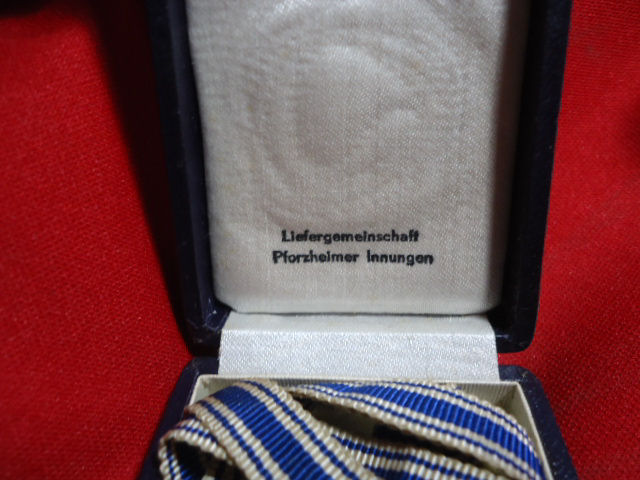 Liefergemeinschaft
Pforzheimer Innungen